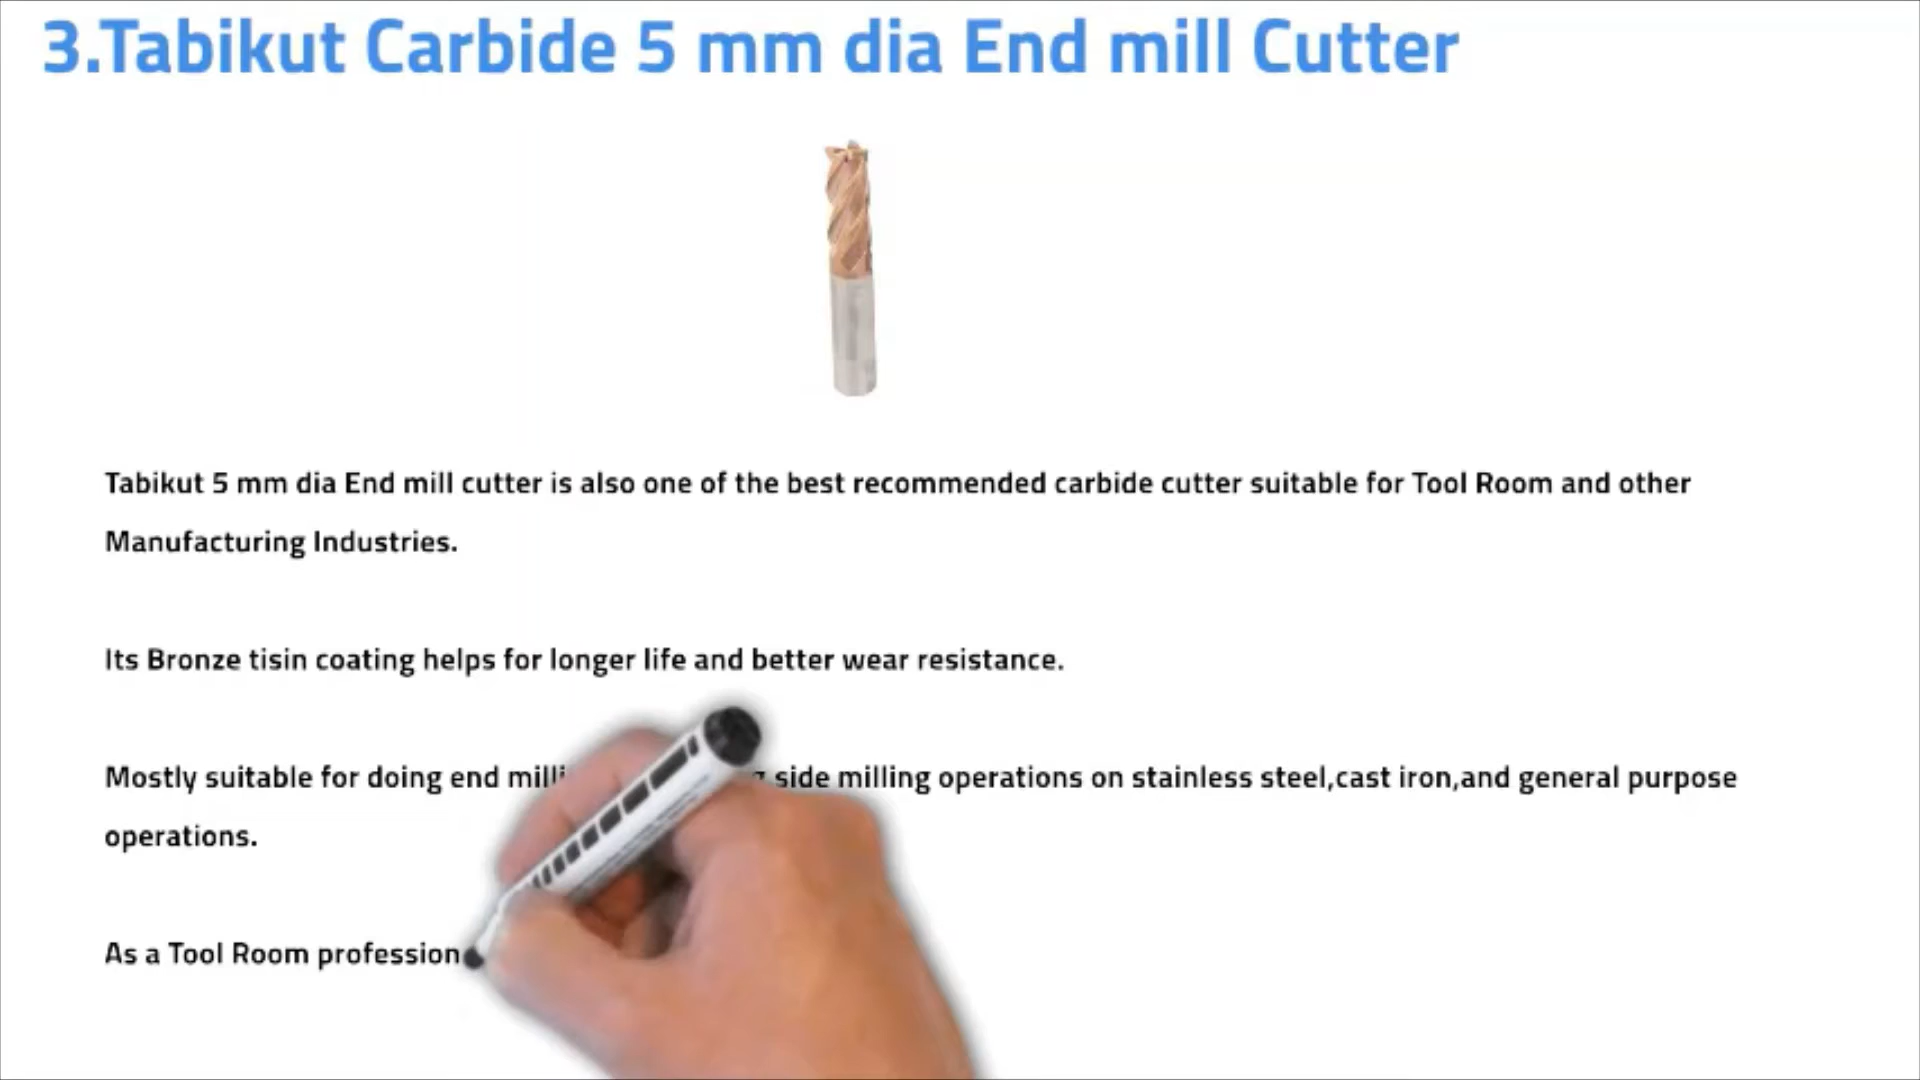 3.Tabikut Carbide 5 mm dia End mill Cutter
Tabikut 5 mm dia End mill cutter is also one of the best recommended carbide cutter suitable for Tool Room and other
Manufacturing Industries.
Its Bronze tisin coating helps for longer life and better wear resistance.
Mostly suitable for doing end side milling operations on stainless steel,cast iron,and general purpose
operations.
As a Tool Room profession